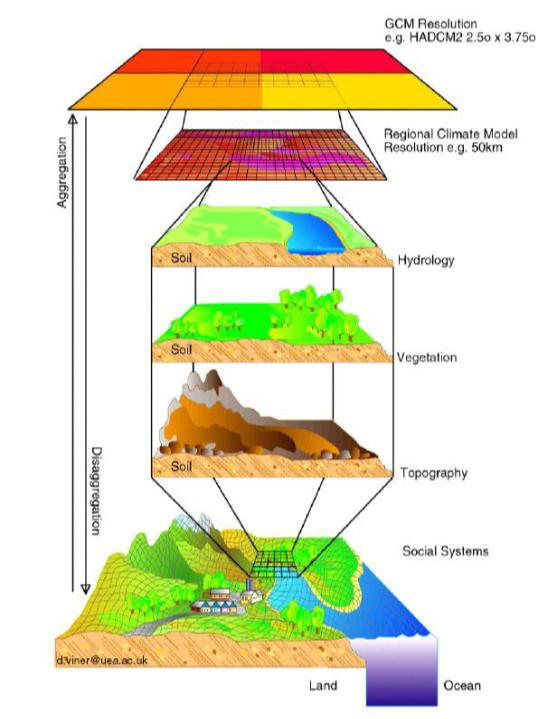 GCM Resolution
e.g. HADCM2 2.5o x 3.75o
Regional Climate Model
Resolution e.g. 50km
Aggregation
Soil
Hydrology
Soil
Vegetation
Soil
Topography
Disaggregation
Social Systems
d.viner@uea.ac.uk
Land
Ocean